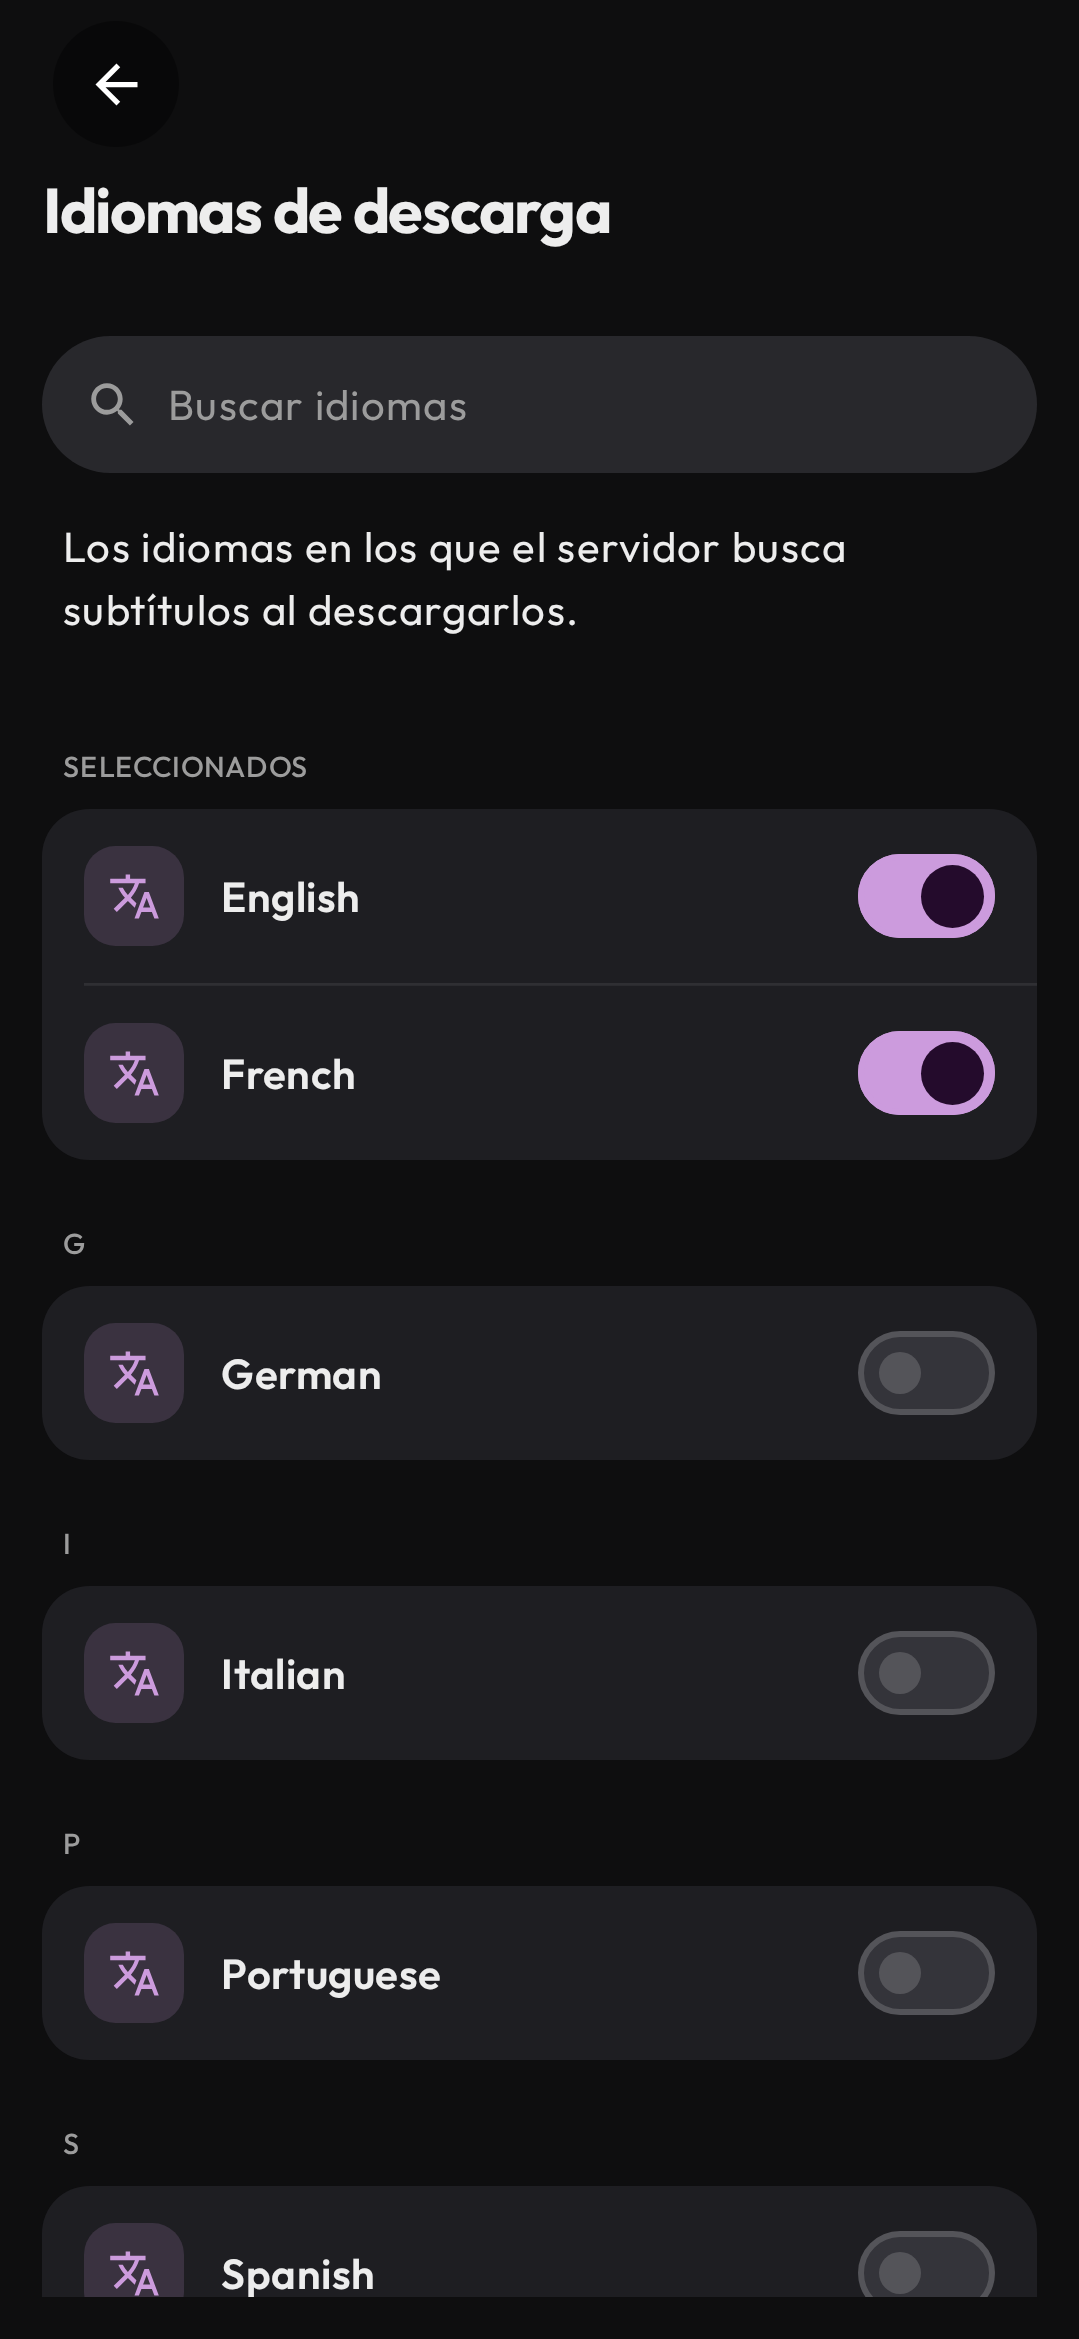 Idiomas de descarga
Buscar idiomas
Los idiomas en los que el servidor busca
subtítulos al descargarlos.
SELECCIONADOS
English
French
G
German
I
Italian
P
Portuguese
S
Spanish